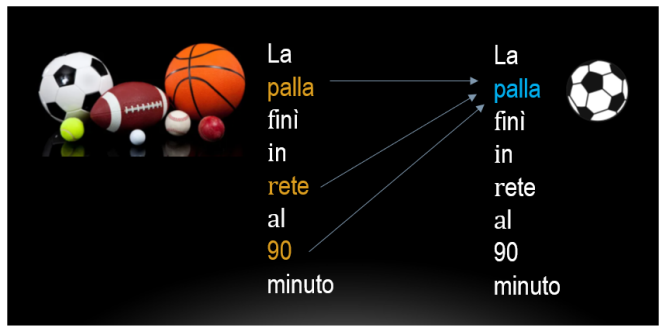 La
palla
finì
in
rete
al
90
minuto
La
palla
finì
in
rete
al
90
minuto